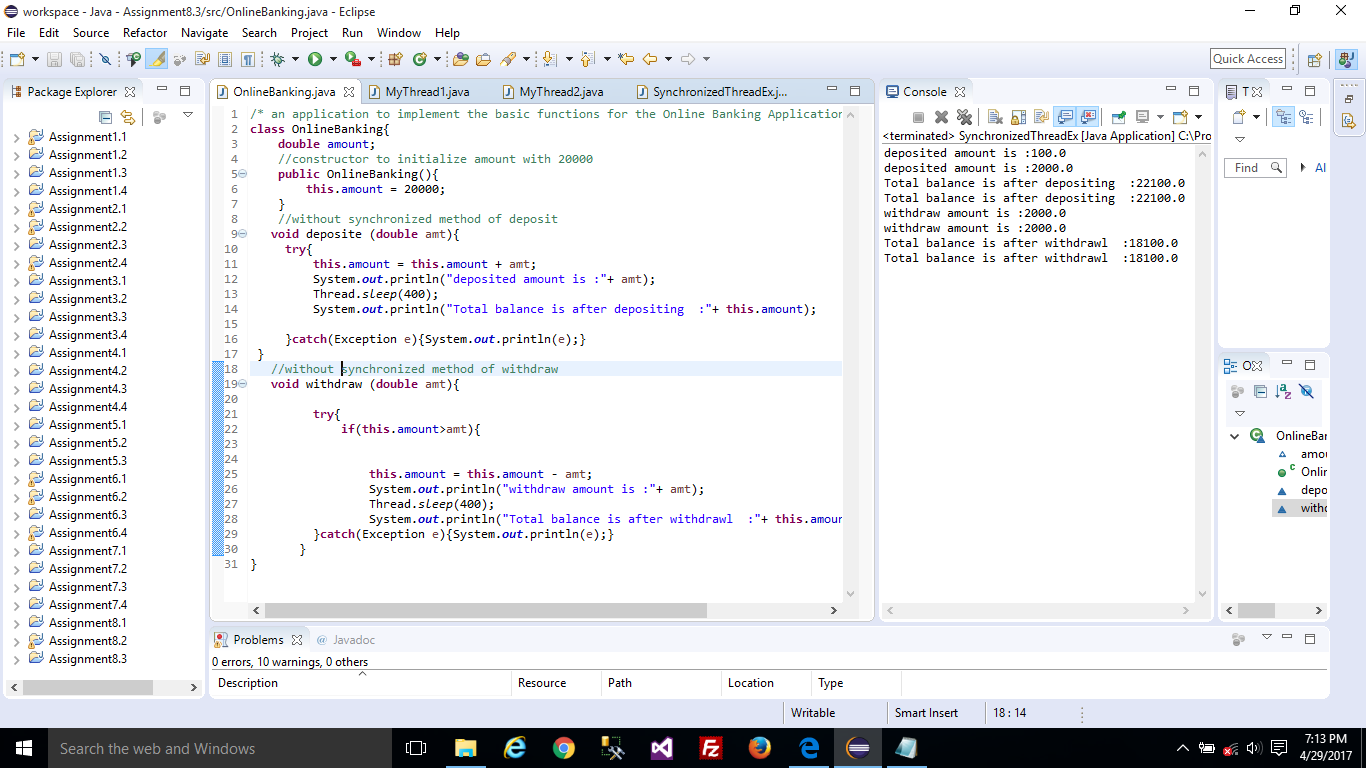 workspace - Java - Assignment8.3/src/OnlineBanking.java - Eclipse
File Edit Source Refactor Navigate Search Project Run Window Help
Quick Access
Package Explorer
Assignment1.1
Assignment1.2
Assignment1.3
Assignment1.4
Assignment2.1
Assignment2.2
Assignment2.3
Assignment2.4
Assignment3.1
Assignment3.2
Assignment3.3
Assignment3.4
Assignment4.1
Assignment4.2
Assignment4.3
Assignment4.4
Assignment5.1
Assignment5.2
Assignment5.3
Assignment6.1
Assignment6.2
Assignment6.3
Assignment6.4
Assignment7.1
Assignment7.2
Assignment7.3
Assignment7.4
Assignment8.1
Assignment8.2
Assignment8.3
OnlineBanking.java MyThread1.java MyThread2.java SynchronizedThreadEx.j...
1 /* an application to implement the basic functions for the Online Banking Application
2 class OnlineBanking{
3 double amount;
4 //constructor to initialize amount with 20000
5 public OnlineBanking(){
6 this.amount = 20000;
7 }
8 //without synchronized method of deposit
9 void deposite (double amt){
10 try{
11 this.amount = this.amount + amt;
12 System.out.println("deposited amount is :"+ amt);
13 Thread.sleep(400);
14 System.out.println("Total balance is after depositing  :"+ this.amount);
15
16 }catch(Exception e){System.out.println(e);}
17 }
18 //without synchronized method of withdraw
19 void withdraw (double amt){
20
21 try{
22 if(this.amount>amt){
23
24
25 this.amount = this.amount - amt;
26 System.out.println("withdraw amount is :"+ amt);
27 Thread.sleep(400);
28 System.out.println("Total balance is after withdrawl  :"+ this.amour
29 }catch(Exception e){System.out.println(e);}
30 }
31 }
Console
<terminated> SynchronizedThreadEx [Java Application] C:\Pro
deposited amount is :100.0
deposited amount is :2000.0
Total balance is after depositing  :22100.0
Total balance is after depositing  :22100.0
withdraw amount is :2000.0
withdraw amount is :2000.0
Total balance is after withdrawl  :18100.0
Total balance is after withdrawl  :18100.0
T
Find Al
O
OnlineBar
amou
Onlir
depo
withd
Problems @ Javadoc
0 errors, 10 warnings, 0 others
Description Resource Path Location Type
Writable Smart Insert 18 : 14
Search the web and Windows
7:13 PM
4/29/2017